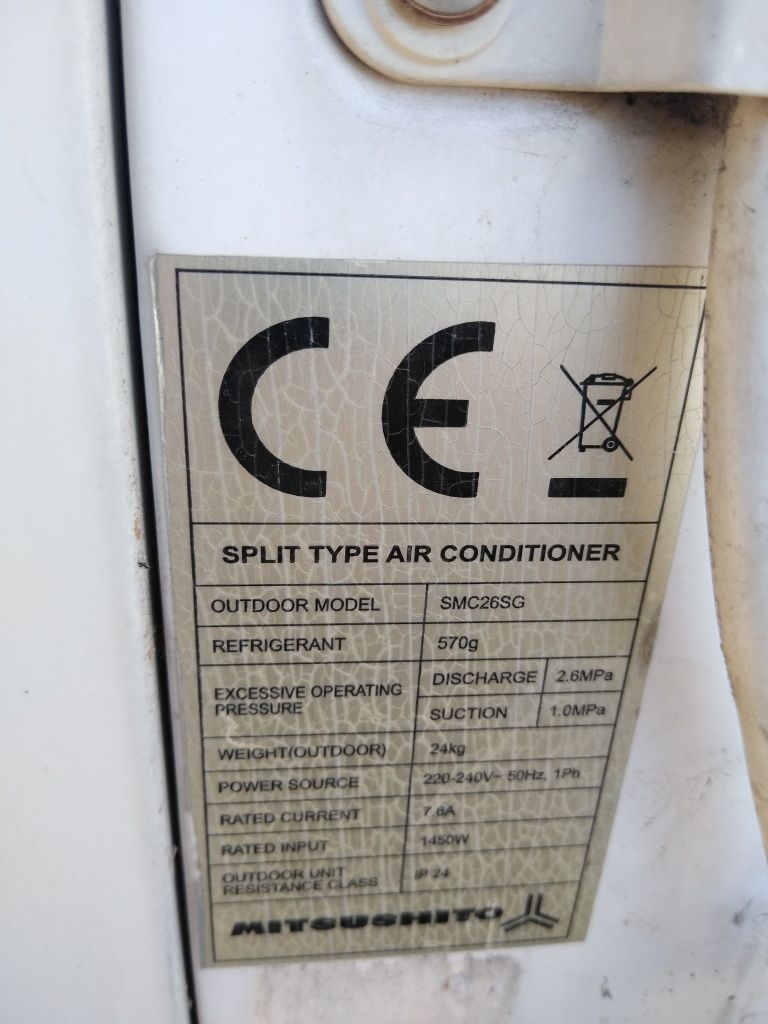 CE
SPLIT TYPE AIR CONDITIONER
OUTDOOR MODEL SMC26SG
REFRIGERANT 570g
EXCESSIVE OPERATING PRESSURE DISCHARGE 2.6MPa
SUCTION 1.0MPa
WEIGHT(OUTDOOR) 24kg
POWER SOURCE 220-240V~ 50Hz, 1Ph
RATED CURRENT 7.6A
RATED INPUT 1450W
OUTDOOR UNIT
RESISTANCE CLASS IP 24
MITSUSHITO